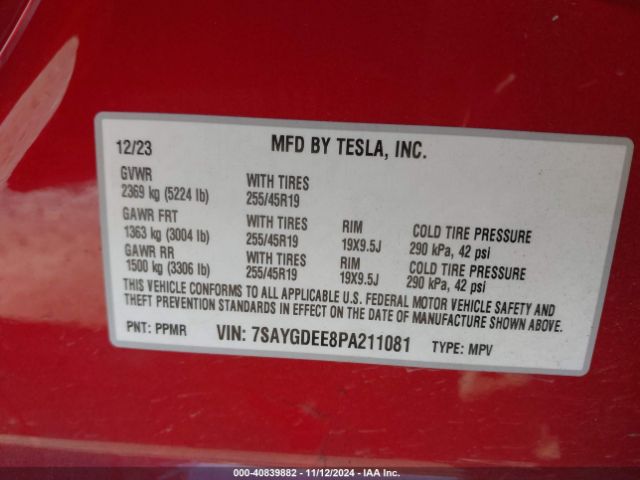 12/23 MFD BY TESLA, INC.
GVWR
2369 kg (5224 lb) WITH TIRES 255/45R19
GAWR FRT
1363 kg (3004 lb) WITH TIRES 255/45R19 RIM 19X9.5J COLD TIRE PRESSURE 290 kPa, 42 psi
GAWR RR
1500 kg (3306 lb) WITH TIRES 255/45R19 RIM 19X9.5J COLD TIRE PRESSURE 290 kPa, 42 psi
THIS VEHICLE CONFORMS TO ALL APPLICABLE U.S. FEDERAL MOTOR VEHICLE SAFETY AND
THEFT PREVENTION STANDARDS IN EFFECT ON THE DATE OF MANUFACTURE SHOWN ABOVE.
PNT: PPMR VIN: 7SAYGDEE8PA211081 TYPE: MPV
000-40839882 - 11/12/2024 - IAA Inc.